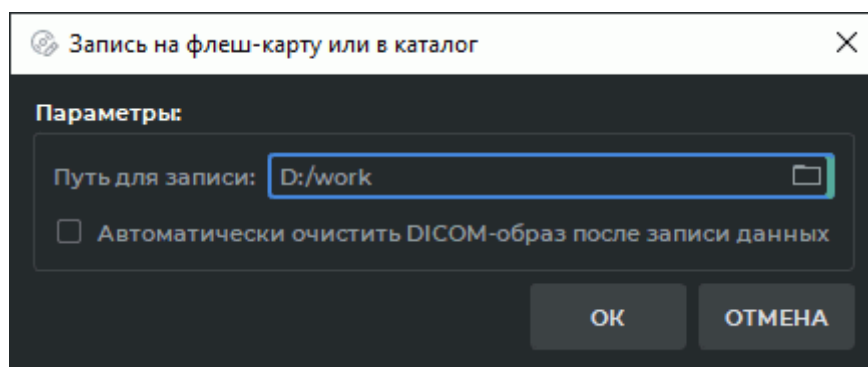 Запись на флеш-карту или в каталог
Параметры:
Путь для записи: D:/work
Автоматически очистить DICOM-образ после записи данных
ОК ОТМЕНА